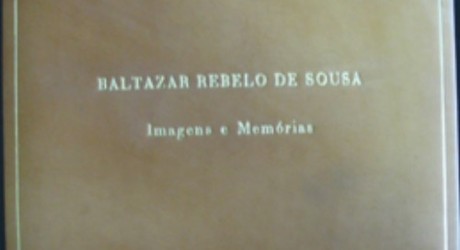 BALTAZAR REBELO DE SOUSA
Imagens e Memórias